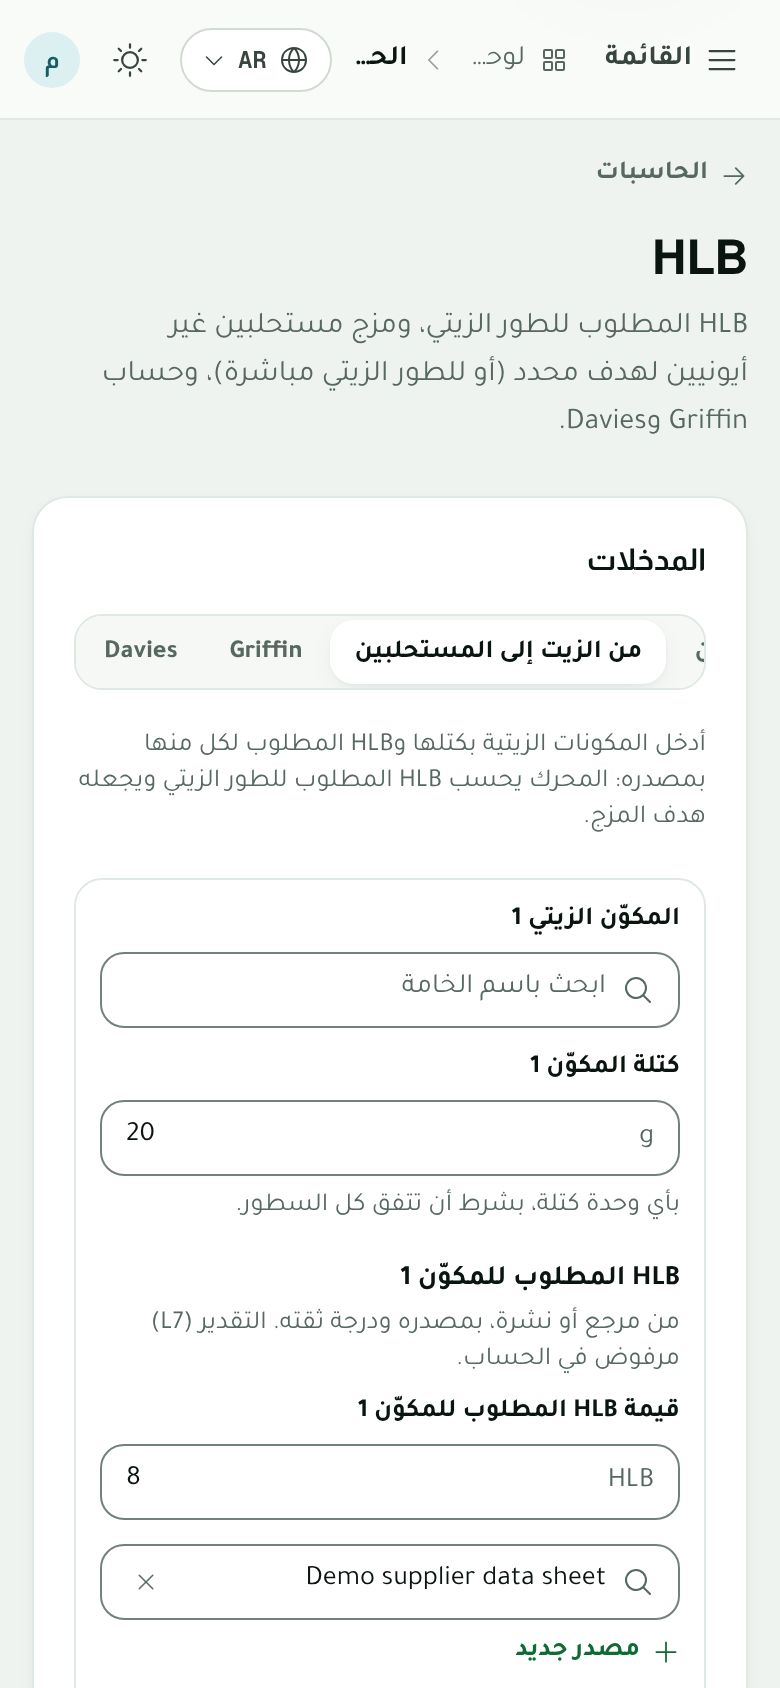 القائمة
لوحـ...
الحـ...
AR
م
الحاسبات
HLB
HLB المطلوب للطور الزيتي، ومزج مستحلبين غير
أيونيين لهدف محدد (أو للطور الزيتي مباشرة)، وحساب
Griffin وDavies.
المدخلات
من الزيت إلى المستحلبين
Griffin
Davies
أدخل المكونات الزيتية بكتلها وHLB المطلوب لكل منها
بمصدره: المحرك يحسب HLB المطلوب للطور الزيتي ويجعله
هدف المزج.
المكوّن الزيتي 1
ابحث باسم الخامة
كتلة المكوّن 1
g
20
بأي وحدة كتلة، بشرط أن تتفق كل السطور.
HLB المطلوب للمكوّن 1
من مرجع أو نشرة، بمصدره ودرجة ثقته. التقدير (L7)
مرفوض في الحساب.
قيمة HLB المطلوب للمكوّن 1
HLB
8
Demo supplier data sheet
مصدر جديد